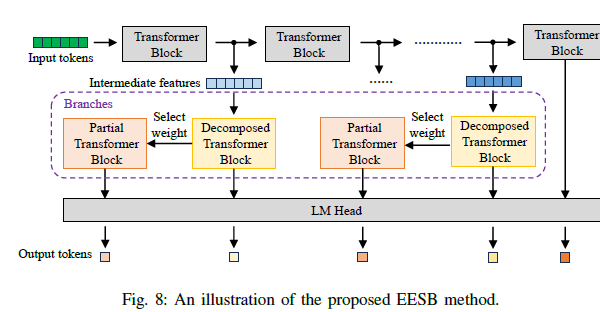 Transformer
Block
Transformer
Block
Transformer
Block
Input tokens
Intermediate features
Branches
Partial
Transformer
Block
Select
weight
Decomposed
Transformer
Block
Partial
Transformer
Block
Select
weight
Decomposed
Transformer
Block
LM Head
Output tokens
Fig. 8: An illustration of the proposed EESB method.